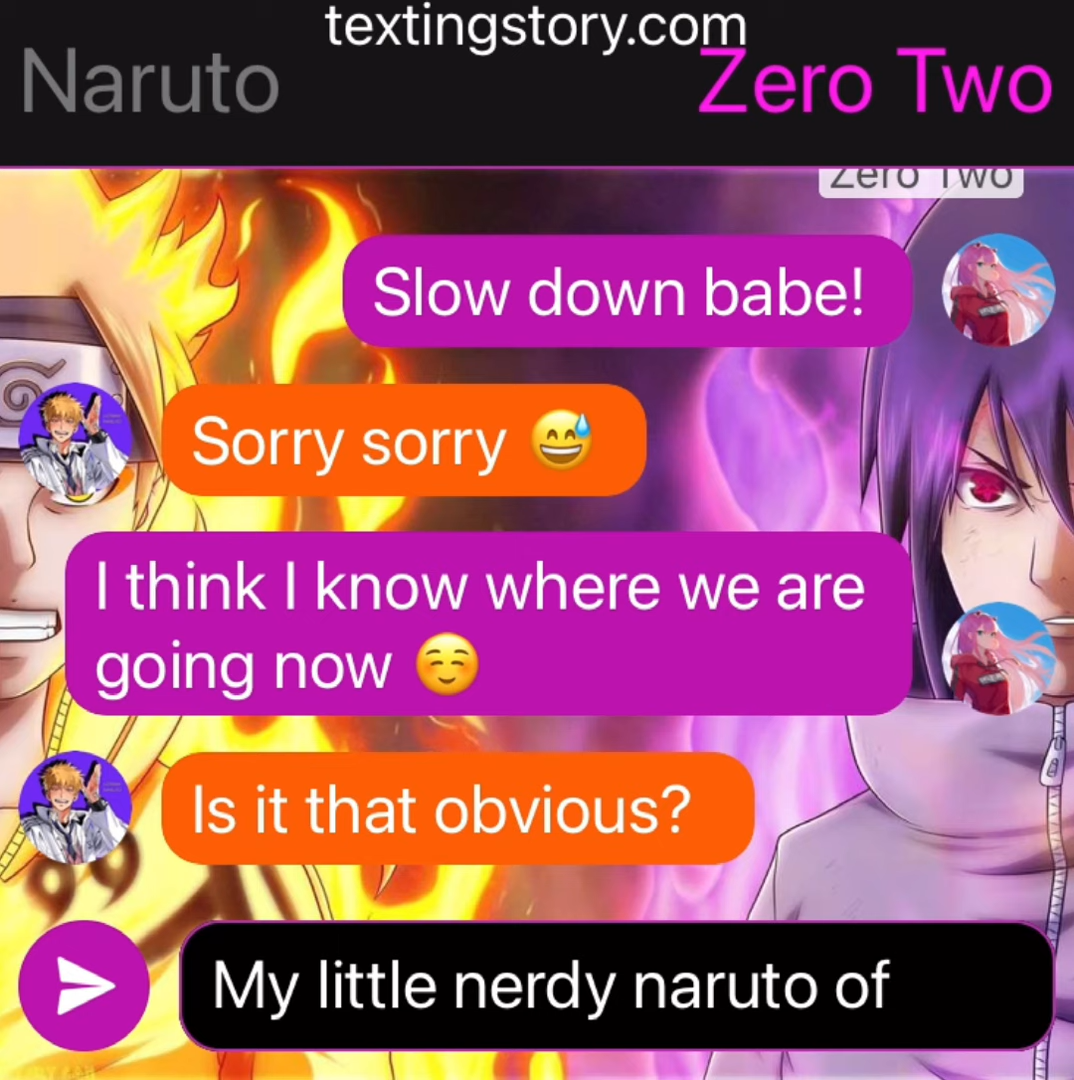 textingstory.com
Naruto
Zero Two
Zero Two
Slow down babe!
Sorry sorry 😅
I think I know where we are
going now ☺️
Is it that obvious?
My little nerdy naruto of